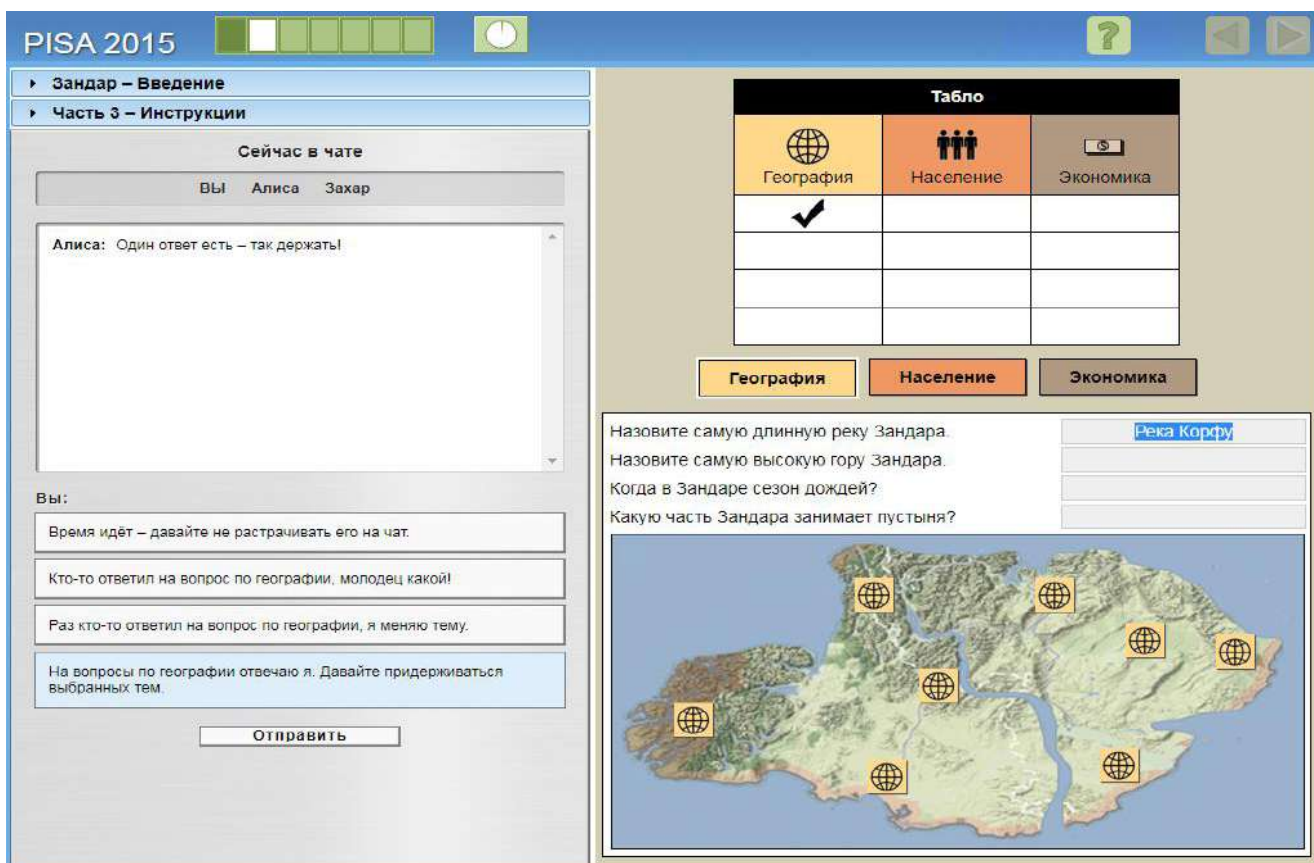 PISA 2015
?
Зандар – Введение
Часть 3 – Инструкции
Сейчас в чате
ВЫ Алиса Захар
Алиса: Один ответ есть – так держать!
Вы:
Время идёт – давайте не растрачивать его на чат.
Кто-то ответил на вопрос по географии, молодец какой!
Раз кто-то ответил на вопрос по географии, я меняю тему.
На вопросы по географии отвечаю я. Давайте придерживаться
выбранных тем.
Отправить
Табло
География Население Экономика
География Население Экономика
Назовите самую длинную реку Зандара. Река Корфу
Назовите самую высокую гору Зандара.
Когда в Зандаре сезон дождей?
Какую часть Зандара занимает пустыня?